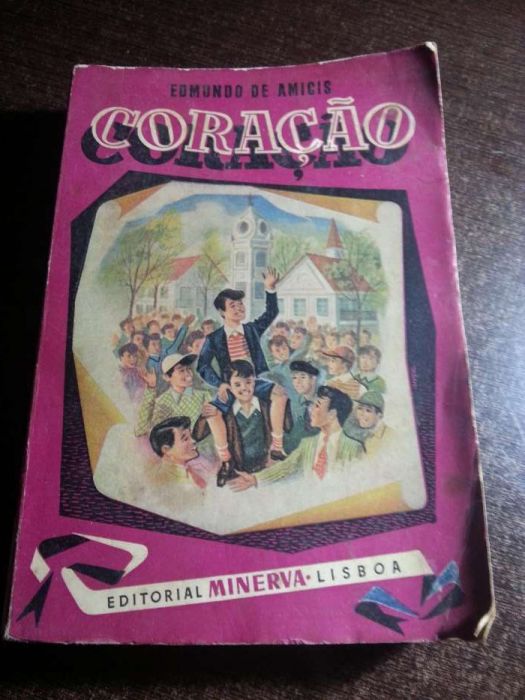 EDMUNDO DE AMICIS
CORAÇÃO
EDITORIAL MINERVA · LISBOA